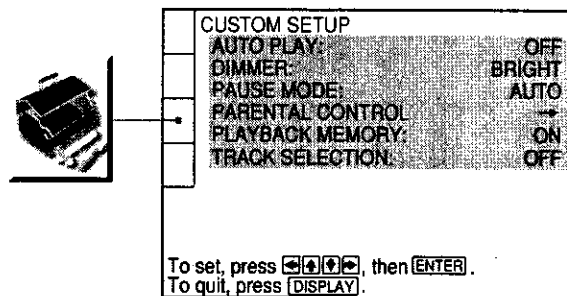 CUSTOM SETUP
AUTO PLAY: OFF
DIMMER: BRIGHT
PAUSE MODE: AUTO
PARENTAL CONTROL →
PLAYBACK MEMORY: ON
TRACK SELECTION: OFF
To set, press ←↑↓→, then ENTER.
To quit, press DISPLAY.